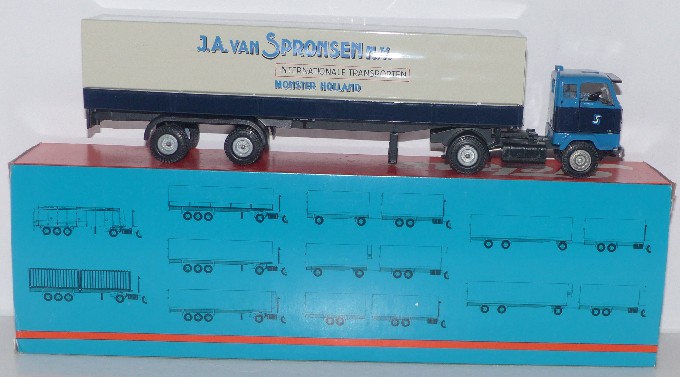 J.A. VAN SPRONSEN N.V.
INTERNATIONALE TRANSPORTEN
MONSTER HOLLAND
S